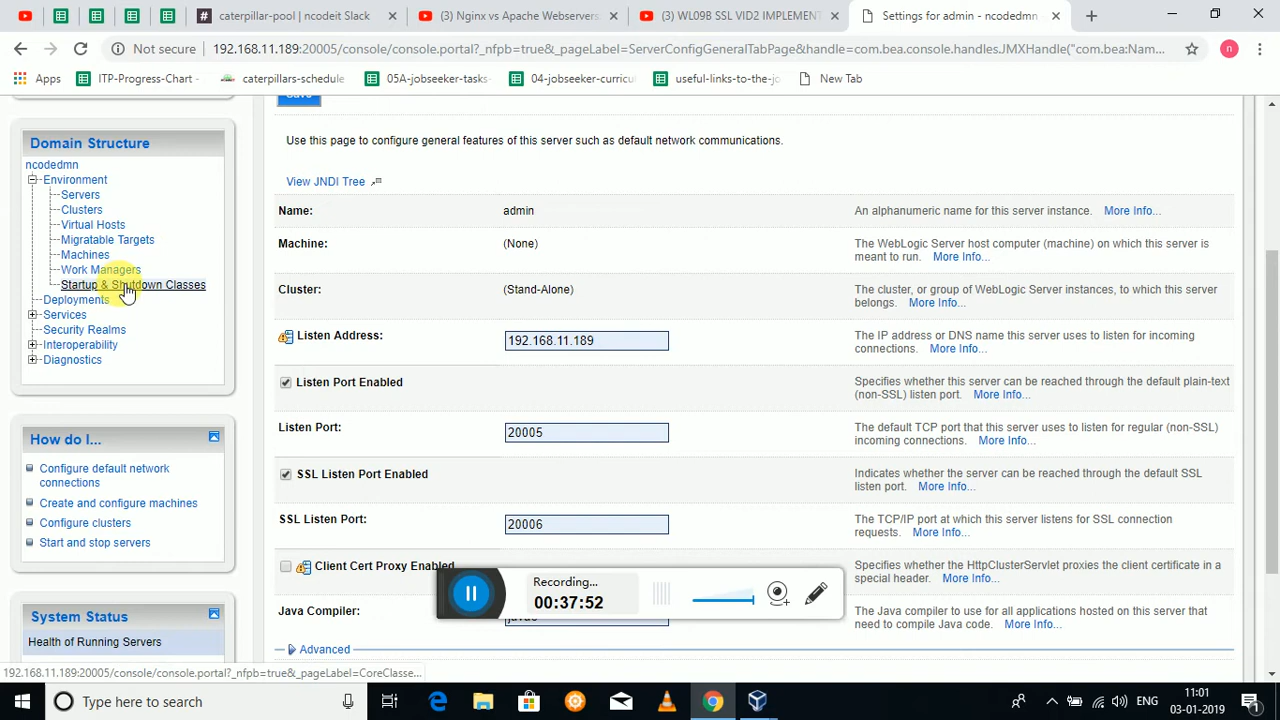 caterpillar-pool | ncodeit Slack
(3) Nginx vs Apache Webservers
(3) WL09B SSL VID2 IMPLEMENT
Settings for admin - ncodedmn
Not secure
192.168.11.189:20005/console/console.portal?_nfpb=true&_pageLabel=ServerConfigGeneralTabPage&handle=com.bea.console.handles.JMXHandle("com.bea:Nam...
n
Apps
ITP-Progress-Chart -
caterpillars-schedule
05A-jobseeker-tasks-
04-jobseeker-curricu
useful-links-to-the-jo
New Tab
Domain Structure
ncodedmn
Environment
Servers
Clusters
Virtual Hosts
Migratable Targets
Machines
Work Managers
Startup & Shutdown Classes
Deployments
Services
Security Realms
Interoperability
Diagnostics
How do I...
Configure default network
connections
Create and configure machines
Configure clusters
Start and stop servers
System Status
Health of Running Servers
Save
Use this page to configure general features of this server such as default network communications.
View JNDI Tree
Name:
admin
An alphanumeric name for this server instance. More Info...
Machine:
(None)
The WebLogic Server host computer (machine) on which this server is
meant to run. More Info...
Cluster:
(Stand-Alone)
The cluster, or group of WebLogic Server instances, to which this server
belongs. More Info...
Listen Address:
192.168.11.189
The IP address or DNS name this server uses to listen for incoming
connections. More Info...
Listen Port Enabled
Specifies whether this server can be reached through the default plain-text
(non-SSL) listen port. More Info...
Listen Port:
20005
The default TCP port that this server uses to listen for regular (non-SSL)
incoming connections. More Info...
SSL Listen Port Enabled
Indicates whether the server can be reached through the default SSL
listen port. More Info...
SSL Listen Port:
20006
The TCP/IP port at which this server listens for SSL connection
requests. More Info...
Client Cert Proxy Enabled
Specifies whether the HttpClusterServlet proxies the client certificate in a
special header. More Info...
Java Compiler:
javac
The Java compiler to use for all applications hosted on this server that
need to compile Java code. More Info...
Advanced
Recording...
00:37:52
192.168.11.189:20005/console/console.portal?_nfpb=true&_pageLabel=CoreClasse...
Type here to search
ENG
11:01
03-01-2019
1